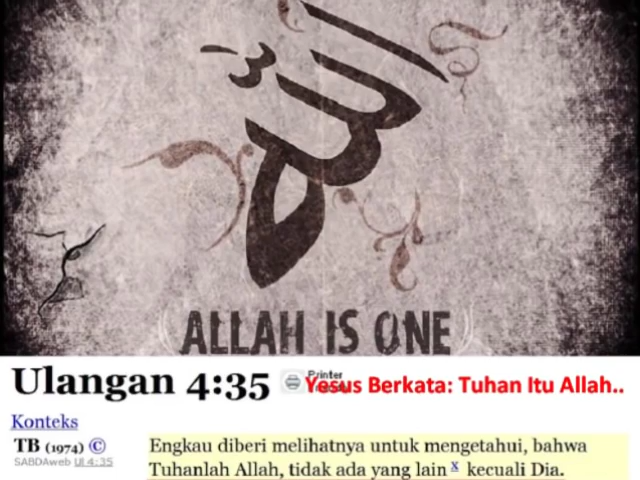 الله
ALLAH IS ONE
Ulangan 4:35 Printer Yesus Berkata: Tuhan Itu Allah..
Konteks
TB (1974) © Engkau diberi melihatnya untuk mengetahui, bahwa
SABDAweb Ul 4:35 Tuhanlah Allah, tidak ada yang lain x kecuali Dia.